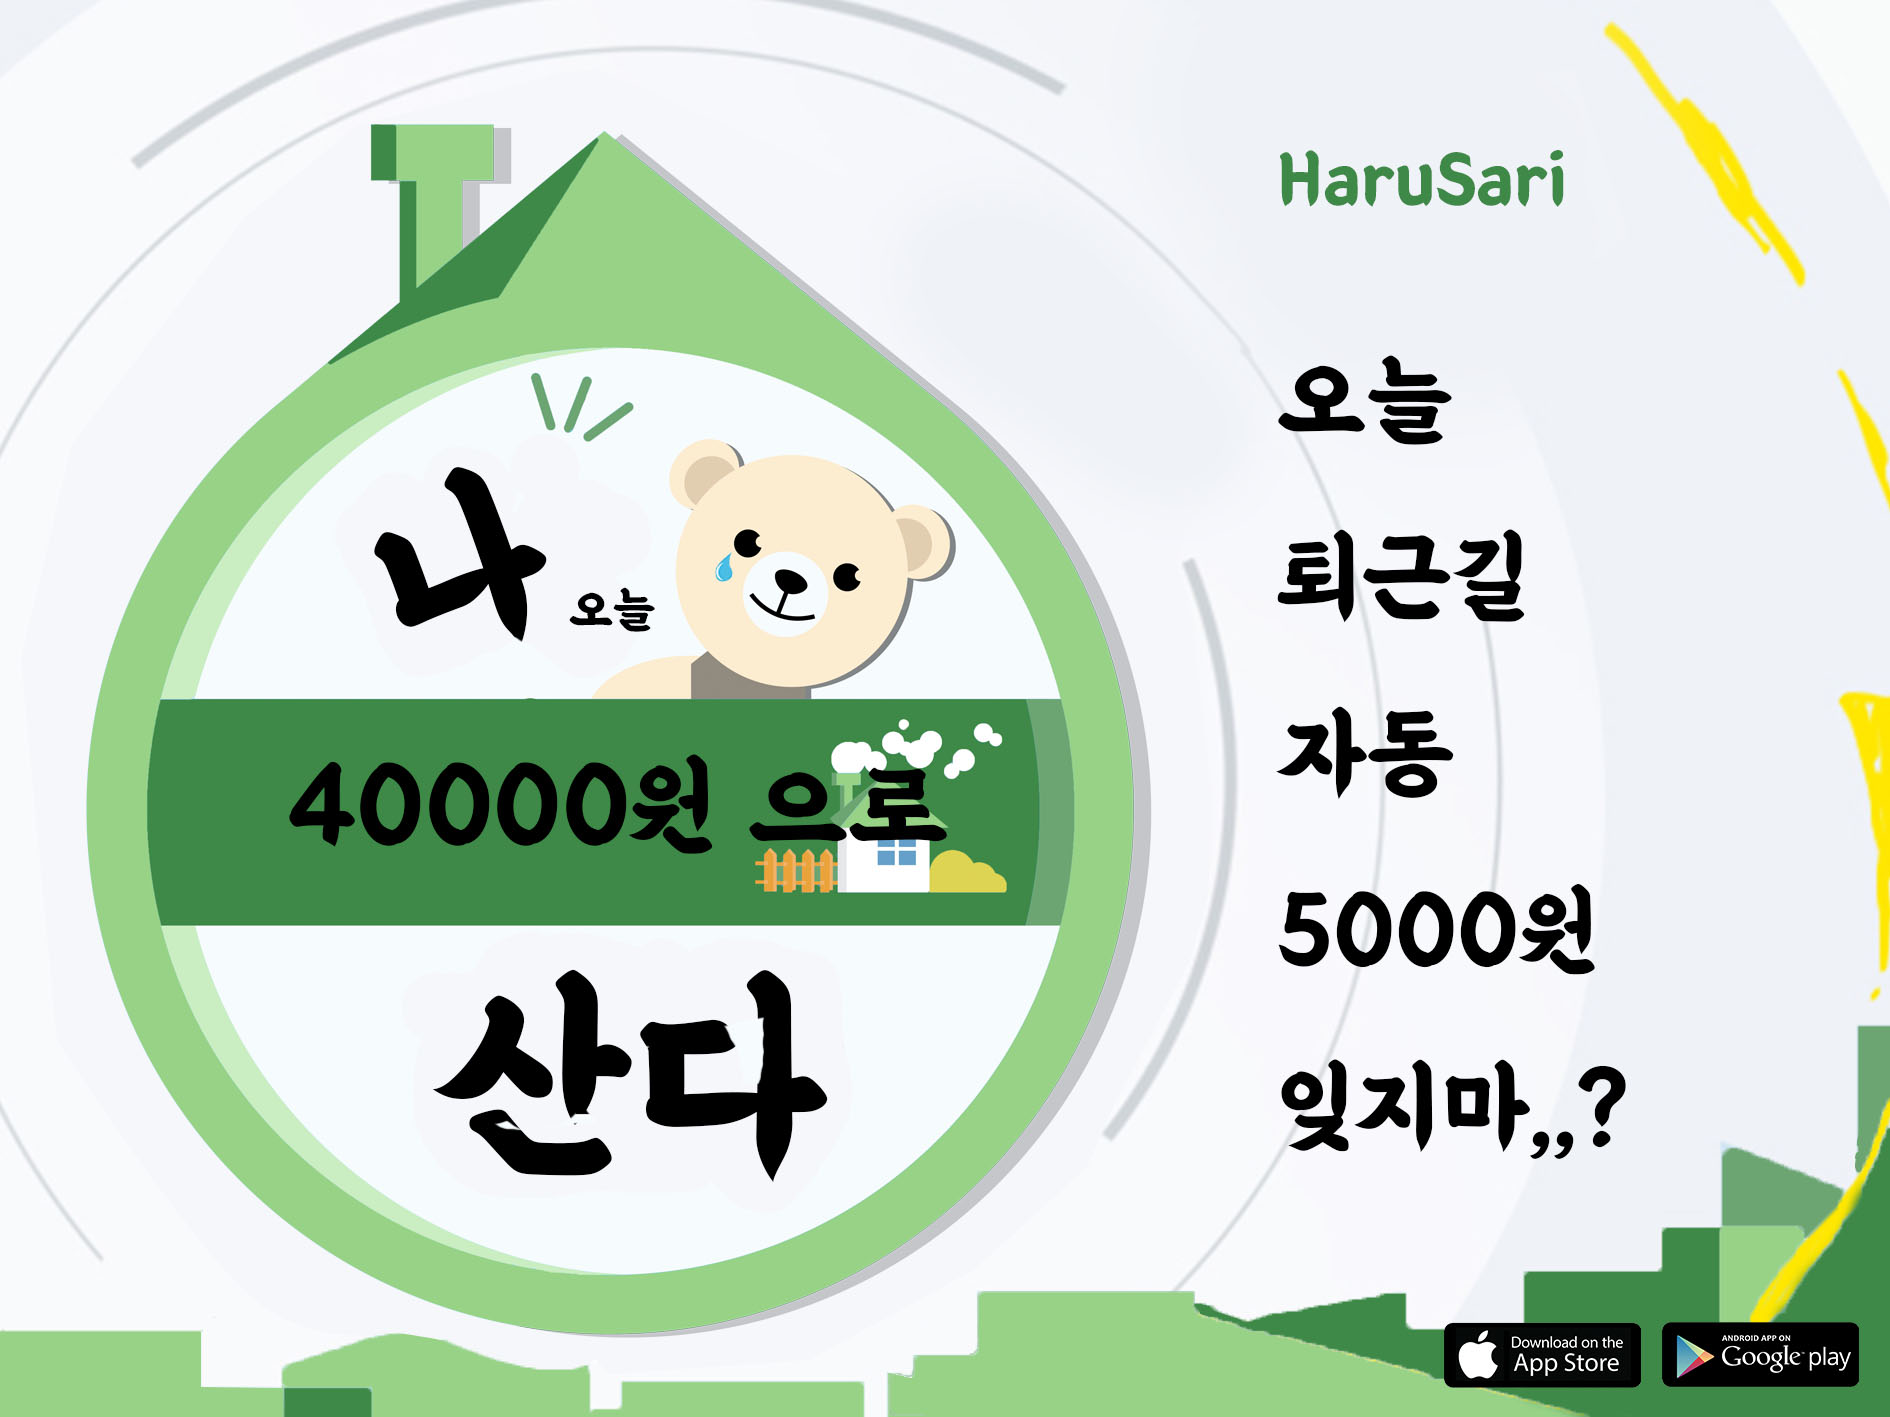 나 오늘
40000원 으로
산다
HaruSari
오늘
퇴근길
자동
5000원
잊지마,,?
Download on the
App Store
ANDROID APP ON
Google play